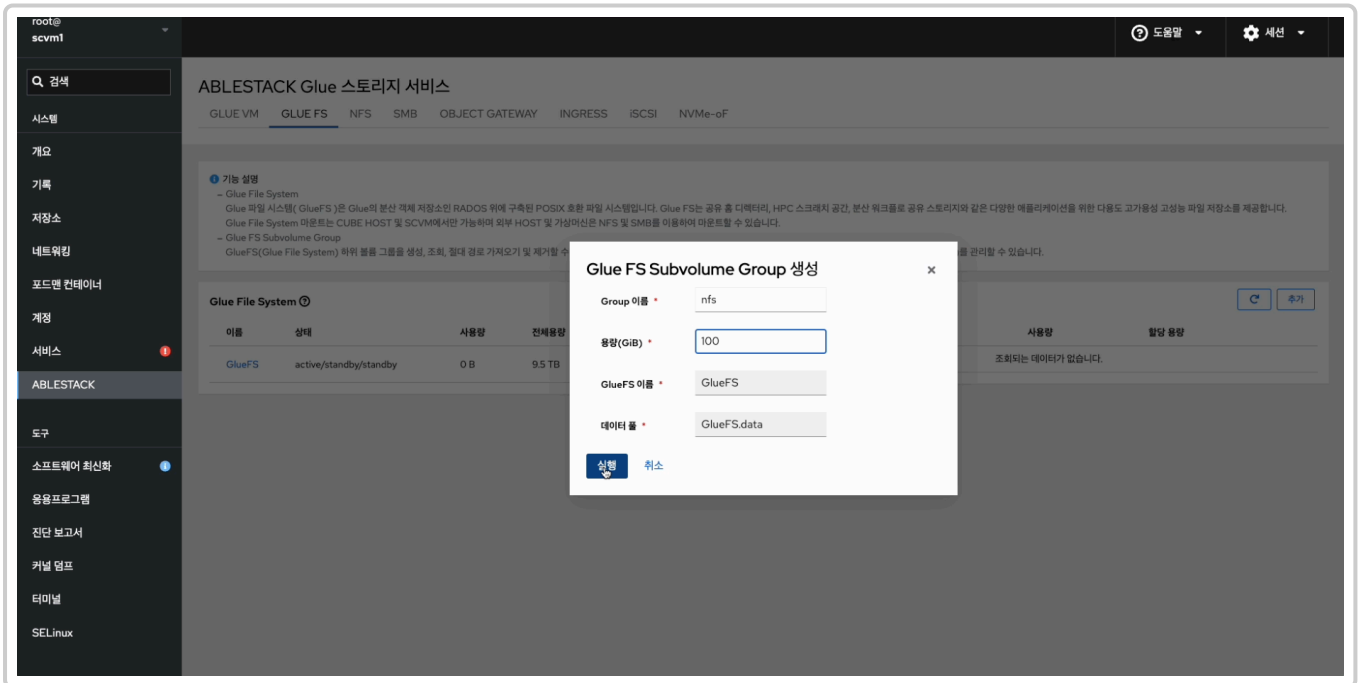 root@
scvm1
도움말
세션
검색
시스템
개요
기록
저장소
네트워킹
포드맨 컨테이너
계정
서비스
ABLESTACK
도구
소프트웨어 최신화
응용프로그램
진단 보고서
커널 덤프
터미널
SELinux
ABLESTACK Glue 스토리지 서비스
GLUE VM GLUE FS NFS SMB OBJECT GATEWAY INGRESS iSCSI NVMe-oF
기능 설명
– Glue File System
Glue 파일 시스템( GlueFS )은 Glue의 분산 객체 저장소인 RADOS 위에 구축된 POSIX 호환 파일 시스템입니다. Glue FS는 공유 홈 디렉터리, HPC 스크래치 공간, 분산 워크플로 공유 스토리지와 같은 다양한 애플리케이션을 위한 다용도 고가용성 고성능 파일 저장소를 제공합니다.
Glue File System 마운트는 CUBE HOST 및 SCVM에서만 가능하며 외부 HOST 및 가상머신은 NFS 및 SMB를 이용하여 마운트할 수 있습니다.
– Glue FS Subvolume Group
GlueFS(Glue File System) 하위 볼륨 그룹을 생성, 조회, 절대 경로 가져오기 및 제거할 수 를 관리할 수 있습니다.
Glue File System
추가
이름 상태 사용량 전체용량
GlueFS active/standby/standby 0 B 9.5 TB
사용량 할당 용량
조회되는 데이터가 없습니다.
Glue FS Subvolume Group 생성 ×
Group 이름 * nfs
용량(GiB) * 100
GlueFS 이름 * GlueFS
데이터 풀 * GlueFS.data
실행 취소